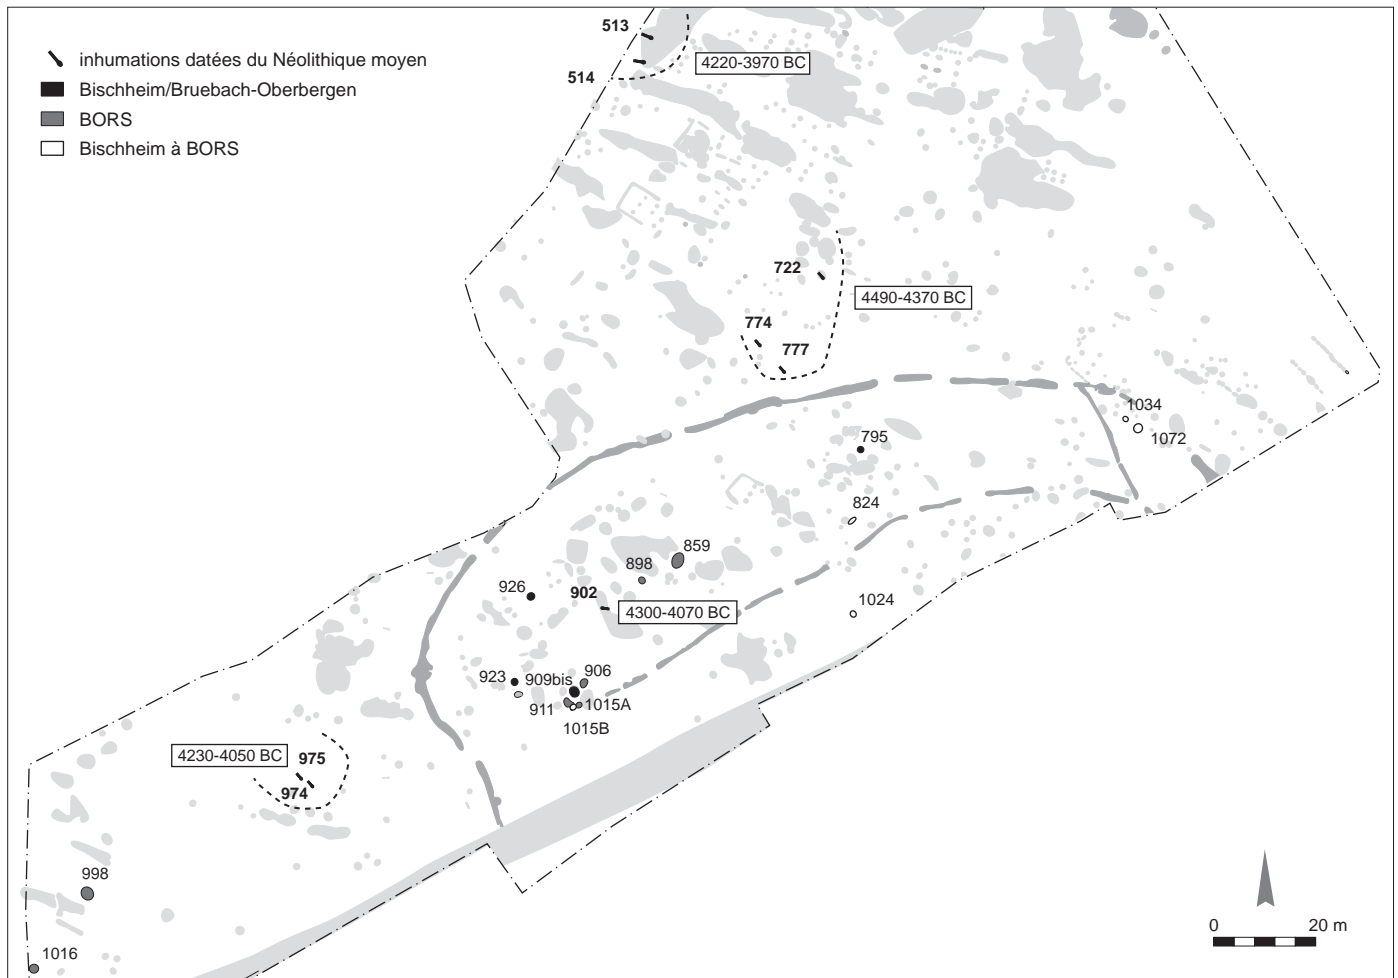 inhumations datées du Néolithique moyen
Bischheim/Bruebach-Oberbergen
BORS
Bischheim à BORS
513
514
4220-3970 BC
722
4490-4370 BC
774
777
1034
1072
795
824
859
898
926
902
4300-4070 BC
1024
923
909bis
906
911
1015A
1015B
4230-4050 BC
975
974
998
1016
0
20 m